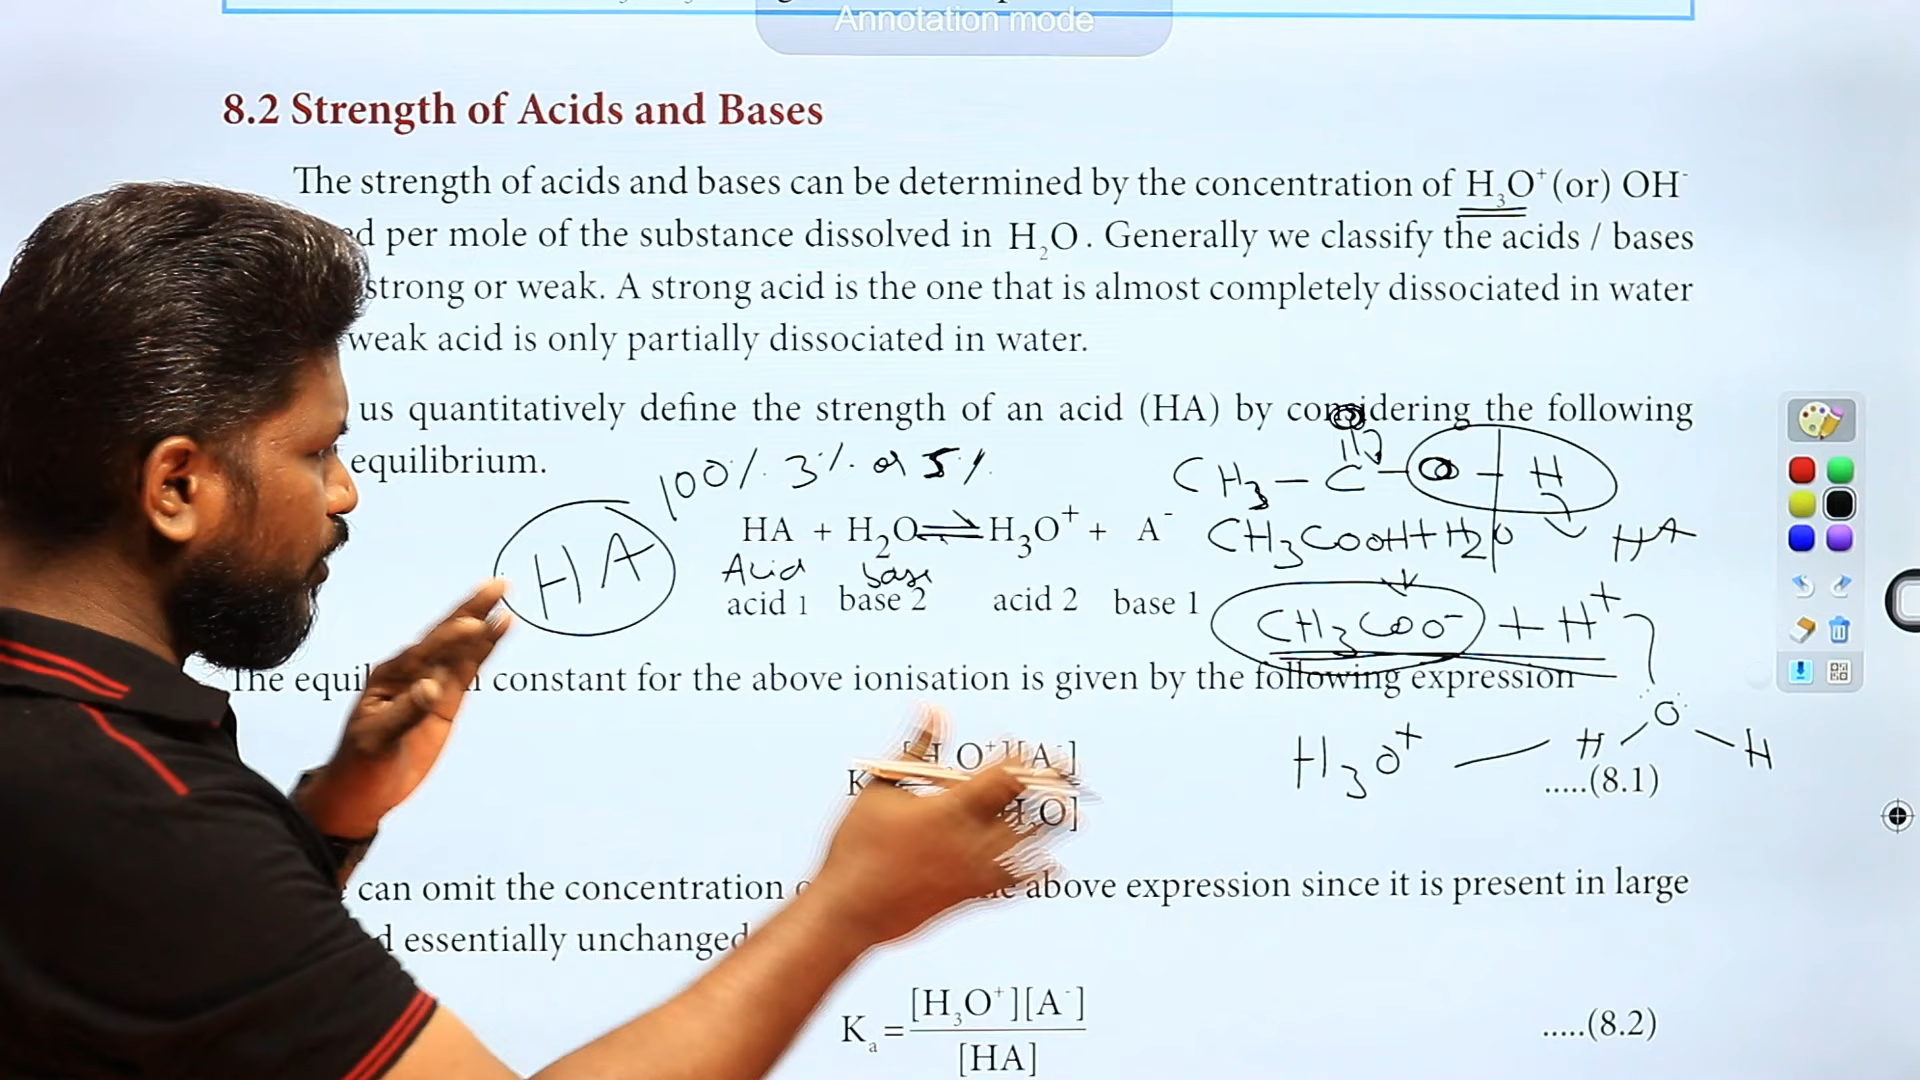 Annotation mode
8.2 Strength of Acids and Bases
The strength of acids and bases can be determined by the concentration of H₃O⁺(or) OH⁻
per mole of the substance dissolved in H₂O. Generally we classify the acids / bases
strong or weak. A strong acid is the one that is almost completely dissociated in water
weak acid is only partially dissociated in water.
us quantitatively define the strength of an acid (HA) by considering the following
equilibrium.
100% 3% or 5%
CH₃ – C – O – H
O
HA
HA + H₂O ⇌ H₃O⁺ + A⁻
CH₃COOH + H₂O
HA
Acid base
acid 1 base 2 acid 2 base 1
CH₃COO⁻ + H⁺
The constant for the above ionisation is given by the following expression
[H₃O⁺][A⁻]
K
H₂O]
H₃O⁺ — H O H
.....(8.1)
can omit the concentration above expression since it is present in large
essentially unchanged
Kₐ = [H₃O⁺][A⁻] / [HA] .....(8.2)